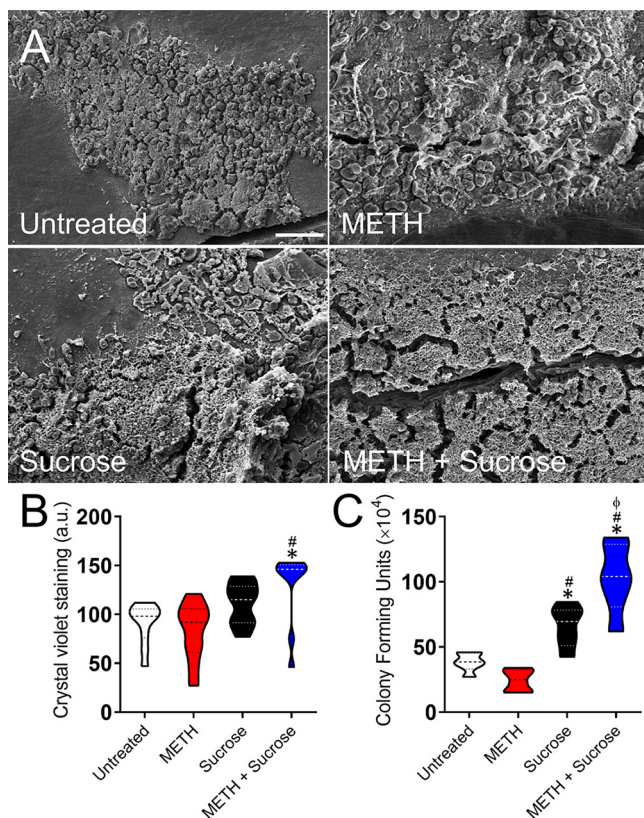 A
Untreated
METH
Sucrose
METH + Sucrose
B
Crystal violet staining (a.u.)
200
150
100
50
0
#
*
Untreated
METH
Sucrose
METH + Sucrose
C
Colony Forming Units (×10⁴)
150
100
50
0
#
*
ϕ
#
*
Untreated
METH
Sucrose
METH + Sucrose